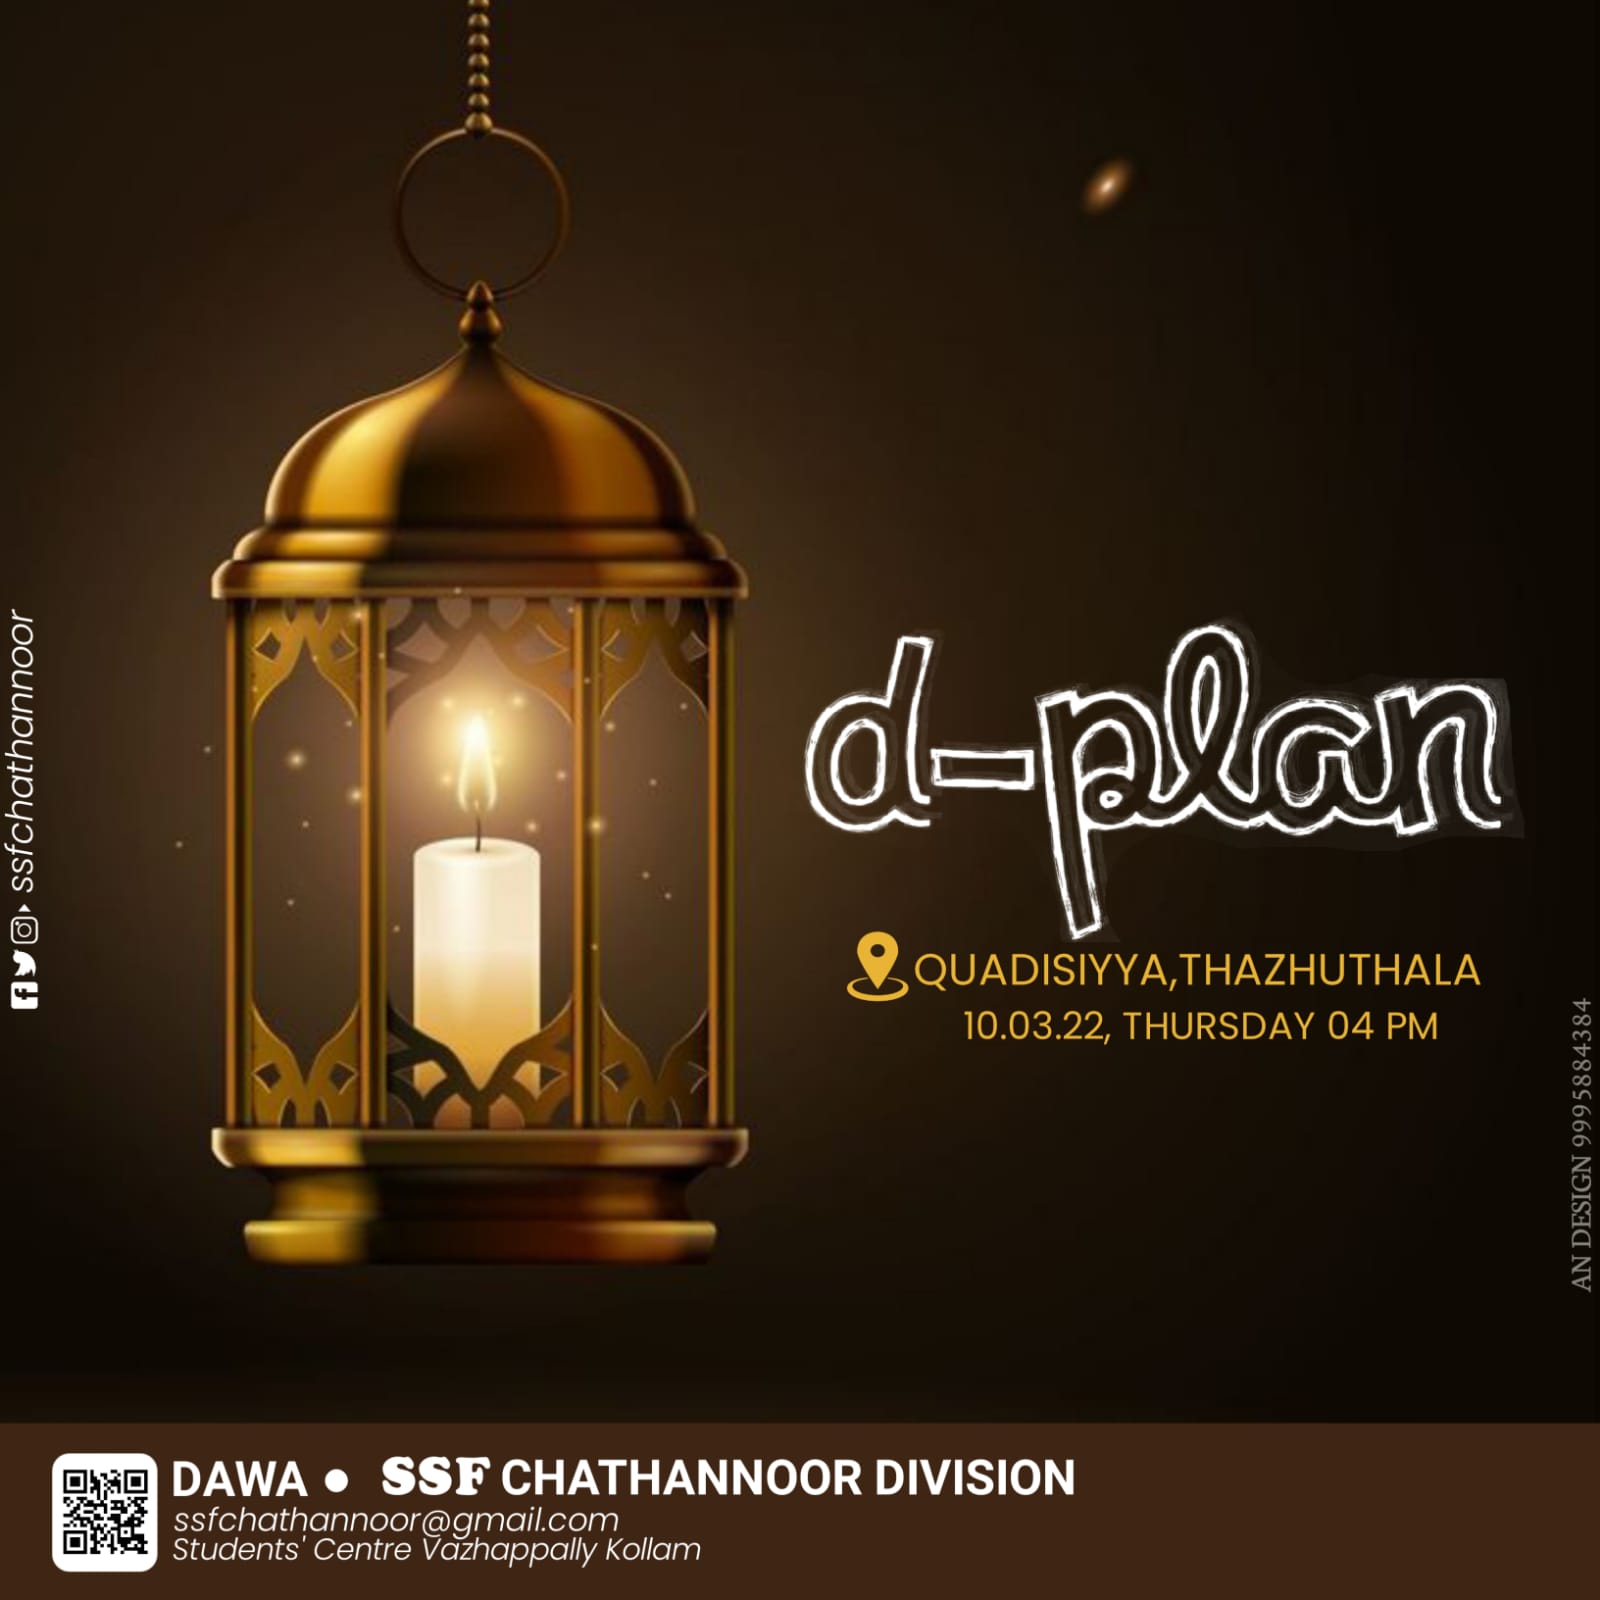 d-plan
QUADISIYYA,THAZHUTHALA
10.03.22, THURSDAY 04 PM
ssfchathannoor
AN DESIGN 9995884384
DAWA ● SSF CHATHANNOOR DIVISION
ssfchathannoor@gmail.com
Students' Centre Vazhappally Kollam